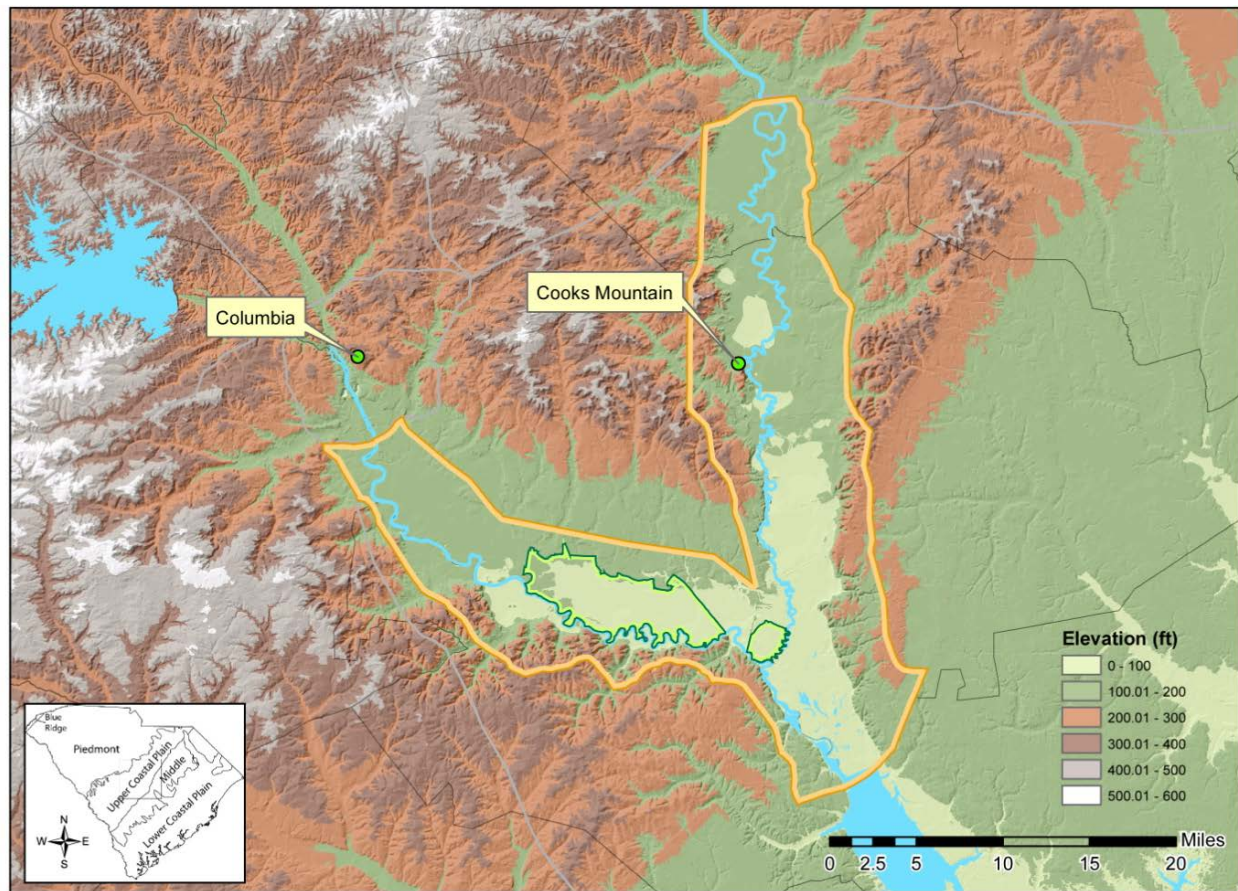 Columbia
Cooks Mountain
Elevation (ft)
0 - 100
100.01 - 200
200.01 - 300
300.01 - 400
400.01 - 500
500.01 - 600
Blue
Ridge
Piedmont
Upper Coastal Plain
Middle
Lower Coastal Plain
N
W E
S
Miles
0 2.5 5 10 15 20